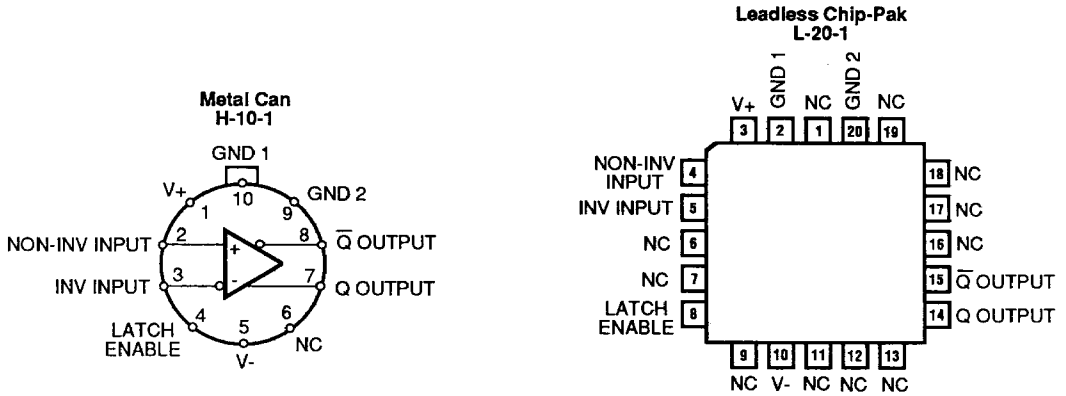 Metal Can
H-10-1
GND 1
10
V+
1
GND 2
9
NON-INV INPUT
2
+
8
Q̅ OUTPUT
INV INPUT
3
-
7
Q OUTPUT
4
LATCH
ENABLE
5
V-
6
NC
Leadless Chip-Pak
L-20-1
V+ GND 1 NC GND 2 NC
3 2 1 20 19
NON-INV
INPUT
4
INV INPUT 5
NC 6
NC 7
LATCH
ENABLE
8
18 NC
17 NC
16 NC
15 Q̅ OUTPUT
14 Q OUTPUT
9 10 11 12 13
NC V- NC NC NC